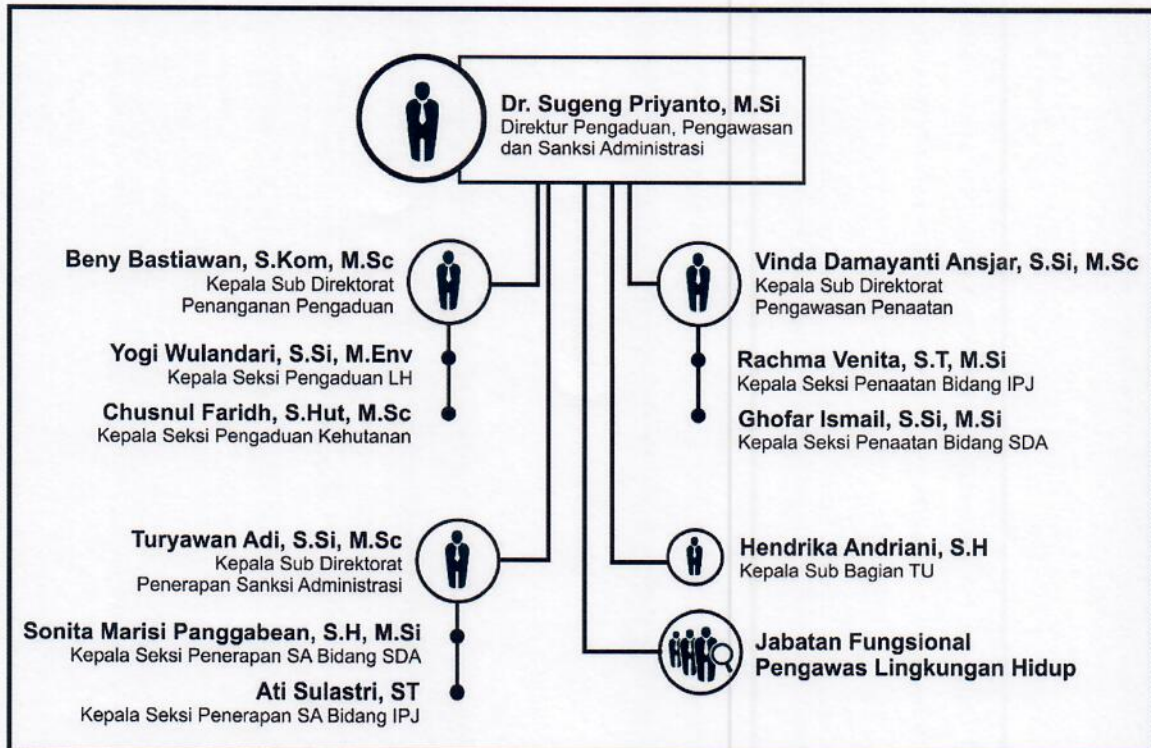 Dr. Sugeng Priyanto, M.Si
Direktur Pengaduan, Pengawasan
dan Sanksi Administrasi
Beny Bastiawan, S.Kom, M.Sc
Kepala Sub Direktorat
Penanganan Pengaduan
Yogi Wulandari, S.Si, M.Env
Kepala Seksi Pengaduan LH
Chusnul Faridh, S.Hut, M.Sc
Kepala Seksi Pengaduan Kehutanan
Vinda Damayanti Ansjar, S.Si, M.Sc
Kepala Sub Direktorat
Pengawasan Penaatan
Rachma Venita, S.T, M.Si
Kepala Seksi Penaatan Bidang IPJ
Ghofar Ismail, S.Si, M.Si
Kepala Seksi Penaatan Bidang SDA
Turyawan Adi, S.Si, M.Sc
Kepala Sub Direktorat
Penerapan Sanksi Administrasi
Sonita Marisi Panggabean, S.H, M.Si
Kepala Seksi Penerapan SA Bidang SDA
Ati Sulastri, ST
Kepala Seksi Penerapan SA Bidang IPJ
Hendrika Andriani, S.H
Kepala Sub Bagian TU
Jabatan Fungsional
Pengawas Lingkungan Hidup